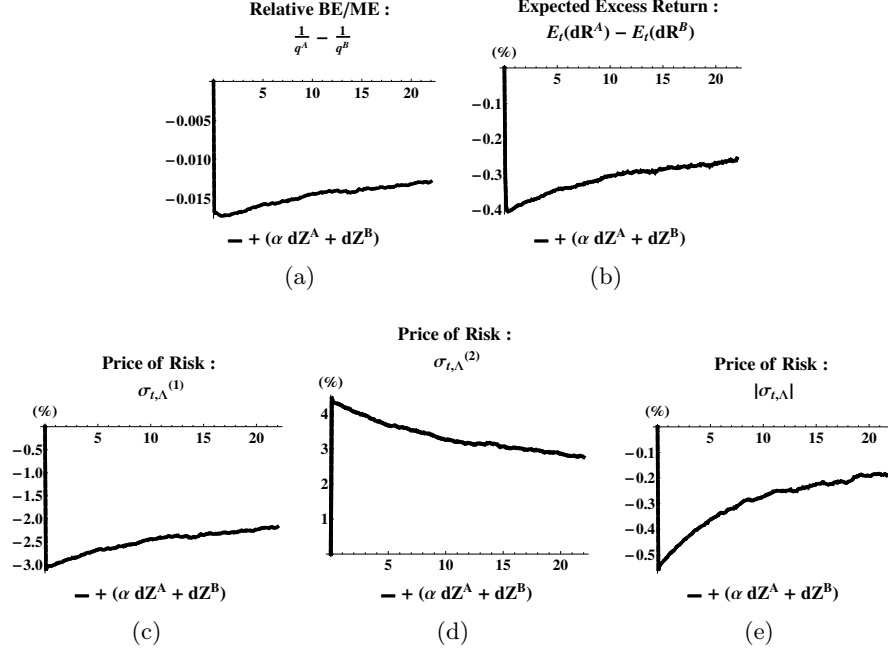 Relative BE/ME :
1/q^A − 1/q^B
5 10 15 20
−0.005
−0.010
−0.015
− + (α dZ^A + dZ^B)
(a)
Expected Excess Return :
E_t(dR^A) − E_t(dR^B)
(%)
5 10 15 20
−0.1
−0.2
−0.3
−0.4
− + (α dZ^A + dZ^B)
(b)
Price of Risk :
σ_{t,Λ}^{(1)}
(%)
5 10 15 20
−0.5
−1.0
−1.5
−2.0
−2.5
−3.0
− + (α dZ^A + dZ^B)
(c)
Price of Risk :
σ_{t,Λ}^{(2)}
(%)
4
3
2
1
5 10 15 20
− + (α dZ^A + dZ^B)
(d)
Price of Risk :
|σ_{t,Λ}|
(%)
5 10 15 20
−0.1
−0.2
−0.3
−0.4
−0.5
− + (α dZ^A + dZ^B)
(e)